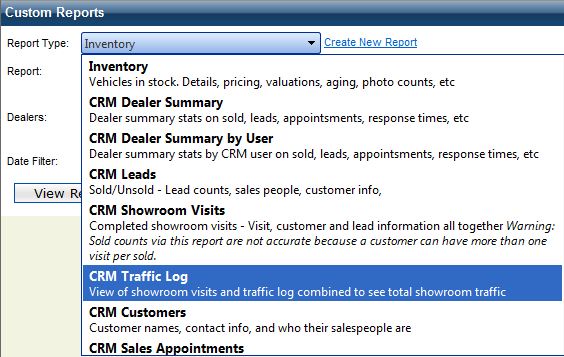 Custom Reports
Report Type:
Inventory
Create New Report
Report:
Inventory
Vehicles in stock. Details, pricing, valuations, aging, photo counts, etc
CRM Dealer Summary
Dealer summary stats on sold, leads, appointsments, response times, etc
Dealers:
CRM Dealer Summary by User
Dealer summary stats by CRM user on sold, leads, appointsments, response times, etc
Date Filter:
CRM Leads
Sold/Unsold - Lead counts, sales people, customer info,
View Re
CRM Showroom Visits
Completed showroom visits - Visit, customer and lead information all together Warning:
Sold counts via this report are not accurate because a customer can have more than one
visit per sold.
CRM Traffic Log
View of showroom visits and traffic log combined to see total showroom traffic
CRM Customers
Customer names, contact info, and who their salespeople are
CRM Sales Appointments